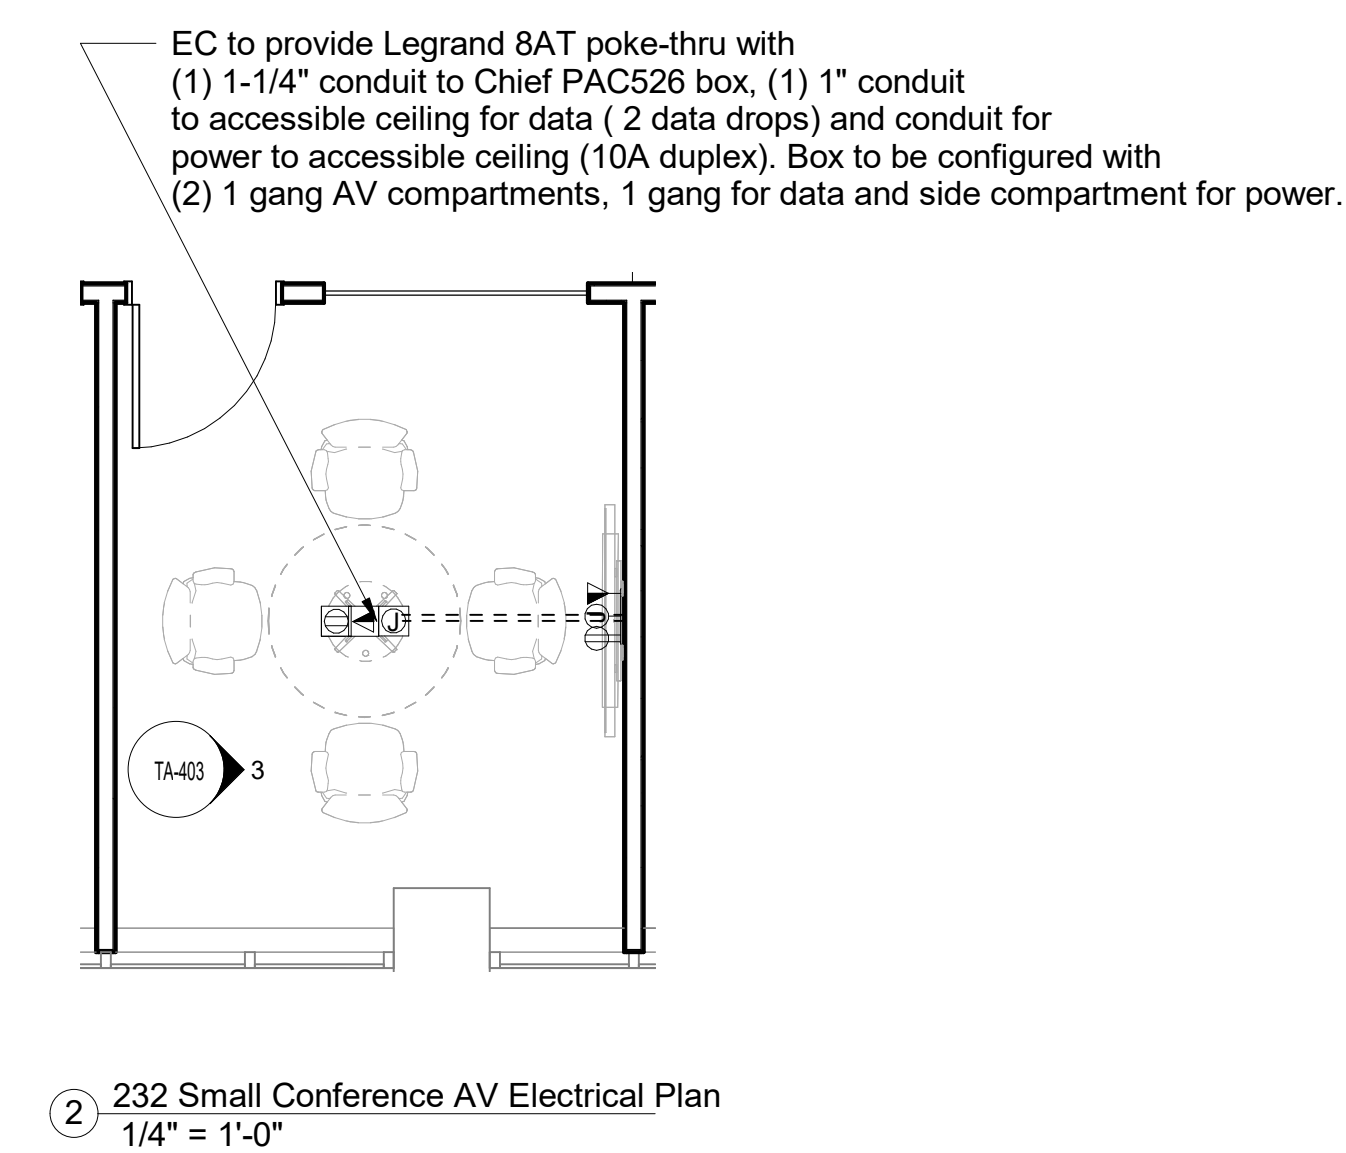 EC to provide Legrand 8AT poke-thru with
(1) 1-1/4" conduit to Chief PAC526 box, (1) 1" conduit
to accessible ceiling for data ( 2 data drops) and conduit for
power to accessible ceiling (10A duplex). Box to be configured with
(2) 1 gang AV compartments, 1 gang for data and side compartment for power.
J
J
TA-403 3
2 232 Small Conference AV Electrical Plan
1/4" = 1'-0"